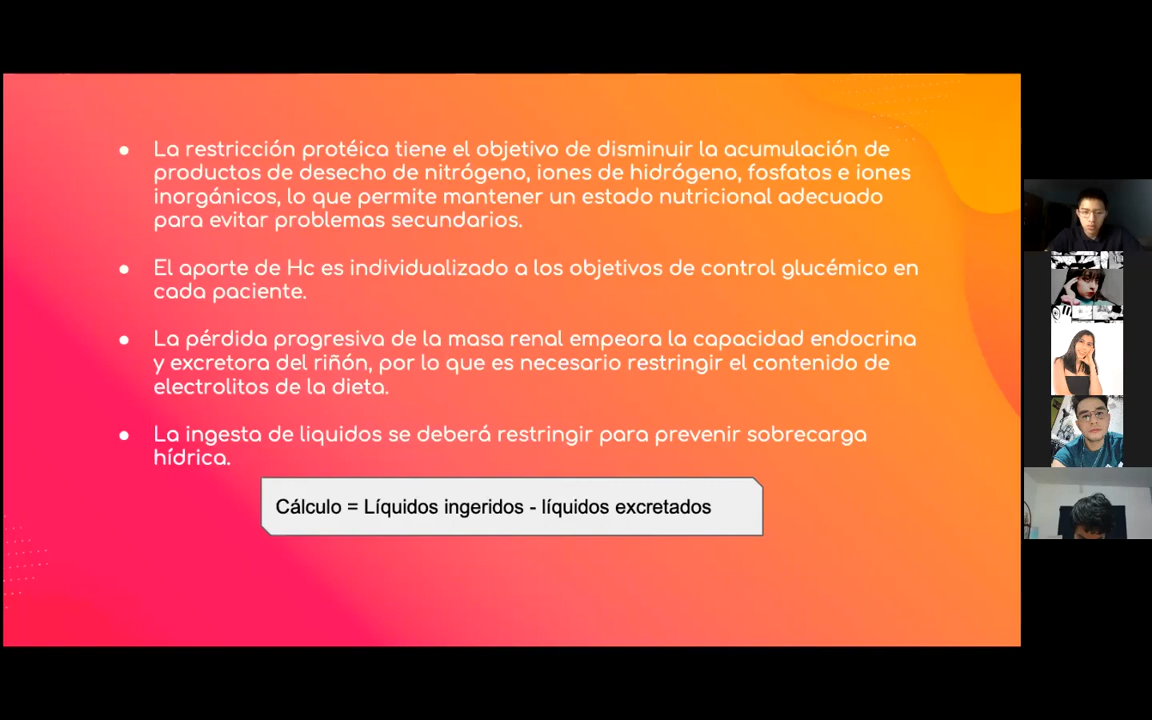 ● La restricción protéica tiene el objetivo de disminuir la acumulación de
productos de desecho de nitrógeno, iones de hidrógeno, fosfatos e iones
inorgánicos, lo que permite mantener un estado nutricional adecuado
para evitar problemas secundarios.
● El aporte de Hc es individualizado a los objetivos de control glucémico en
cada paciente.
● La pérdida progresiva de la masa renal empeora la capacidad endocrina
y excretora del riñón, por lo que es necesario restringir el contenido de
electrolitos de la dieta.
● La ingesta de liquidos se deberá restringir para prevenir sobrecarga
hídrica.
Cálculo = Líquidos ingeridos - líquidos excretados